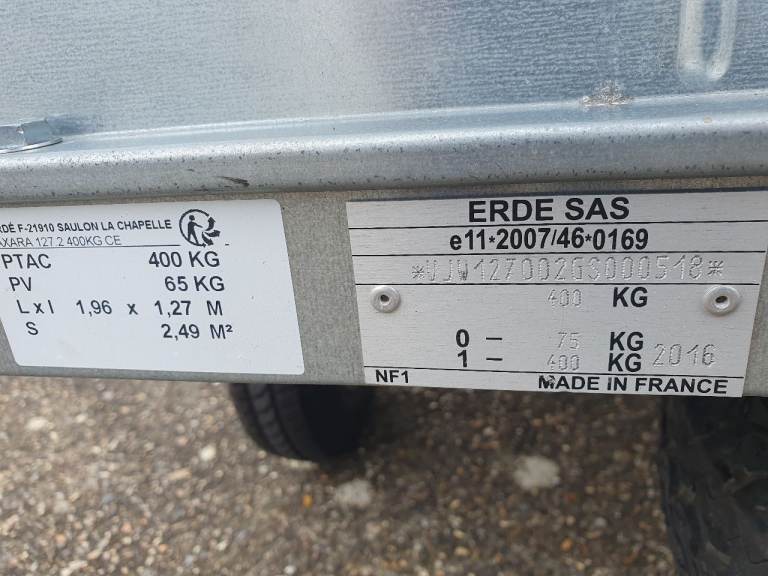 RDÉ F-21910 SAULON LA CHAPELLE
AXARA 127.2 400KG CE
PTAC 400 KG
PV 65 KG
L x l 1,96 x 1,27 M
S 2,49 M²
ERDE SAS
e11*2007/46*0169
*VJW127002GS000518*
400 KG
0 – 75 KG
1 – 400 KG 2016
NF1 MADE IN FRANCE